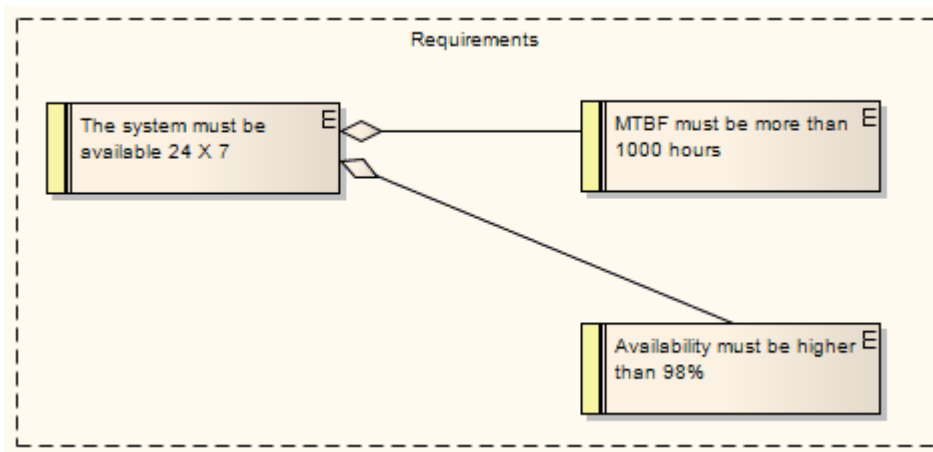 Requirements
The system must be
available 24 X 7
E
MTBF must be more than
1000 hours
E
Availability must be higher
than 98%
E